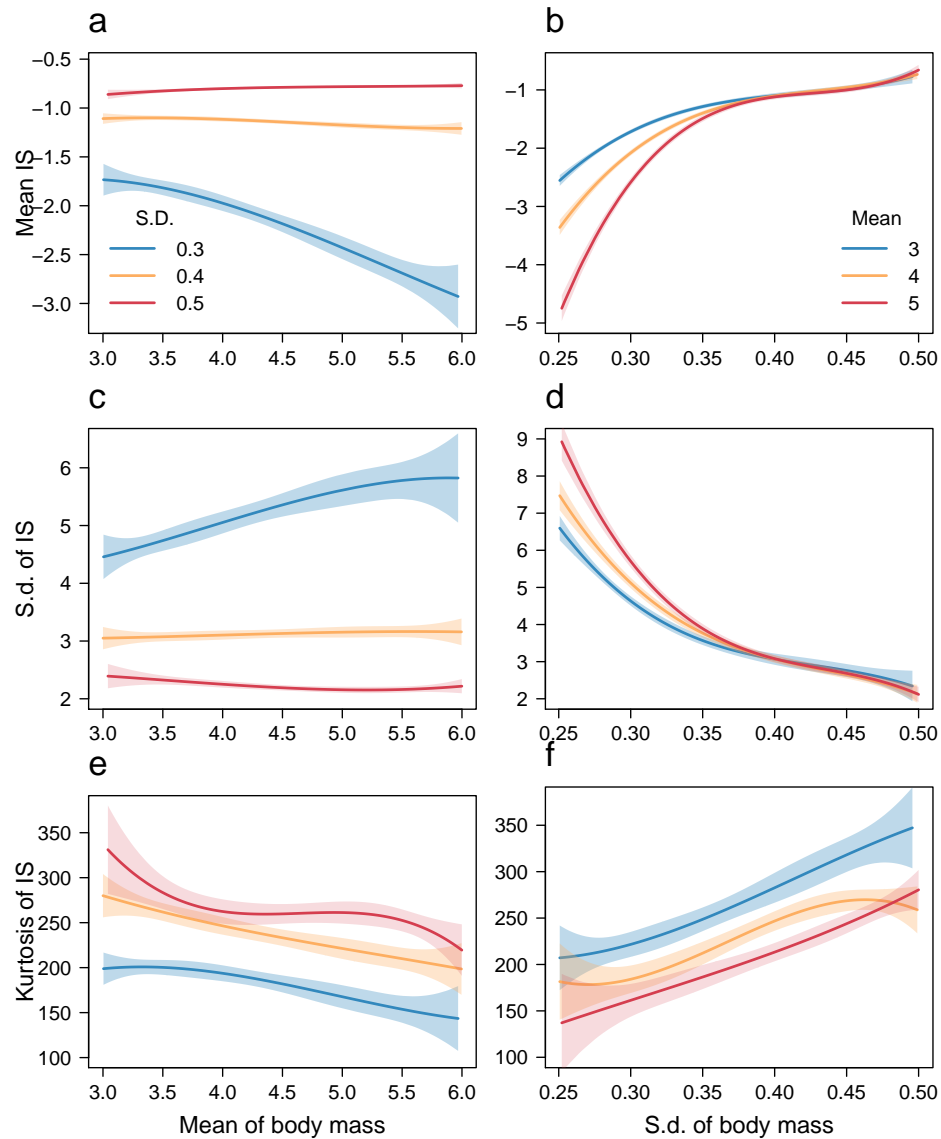 a
−0.5
−1.0
−1.5
−2.0
−2.5
−3.0
Mean IS
S.D.
0.3
0.4
0.5
3.0 3.5 4.0 4.5 5.0 5.5 6.0
b
−1
−2
−3
−4
−5
Mean
3
4
5
0.25 0.30 0.35 0.40 0.45 0.50
c
6
5
4
3
2
S.d. of IS
3.0 3.5 4.0 4.5 5.0 5.5 6.0
d
9
8
7
6
5
4
3
2
0.25 0.30 0.35 0.40 0.45 0.50
e
350
300
250
200
150
100
Kurtosis of IS
3.0 3.5 4.0 4.5 5.0 5.5 6.0
Mean of body mass
f
350
300
250
200
150
100
0.25 0.30 0.35 0.40 0.45 0.50
S.d. of body mass